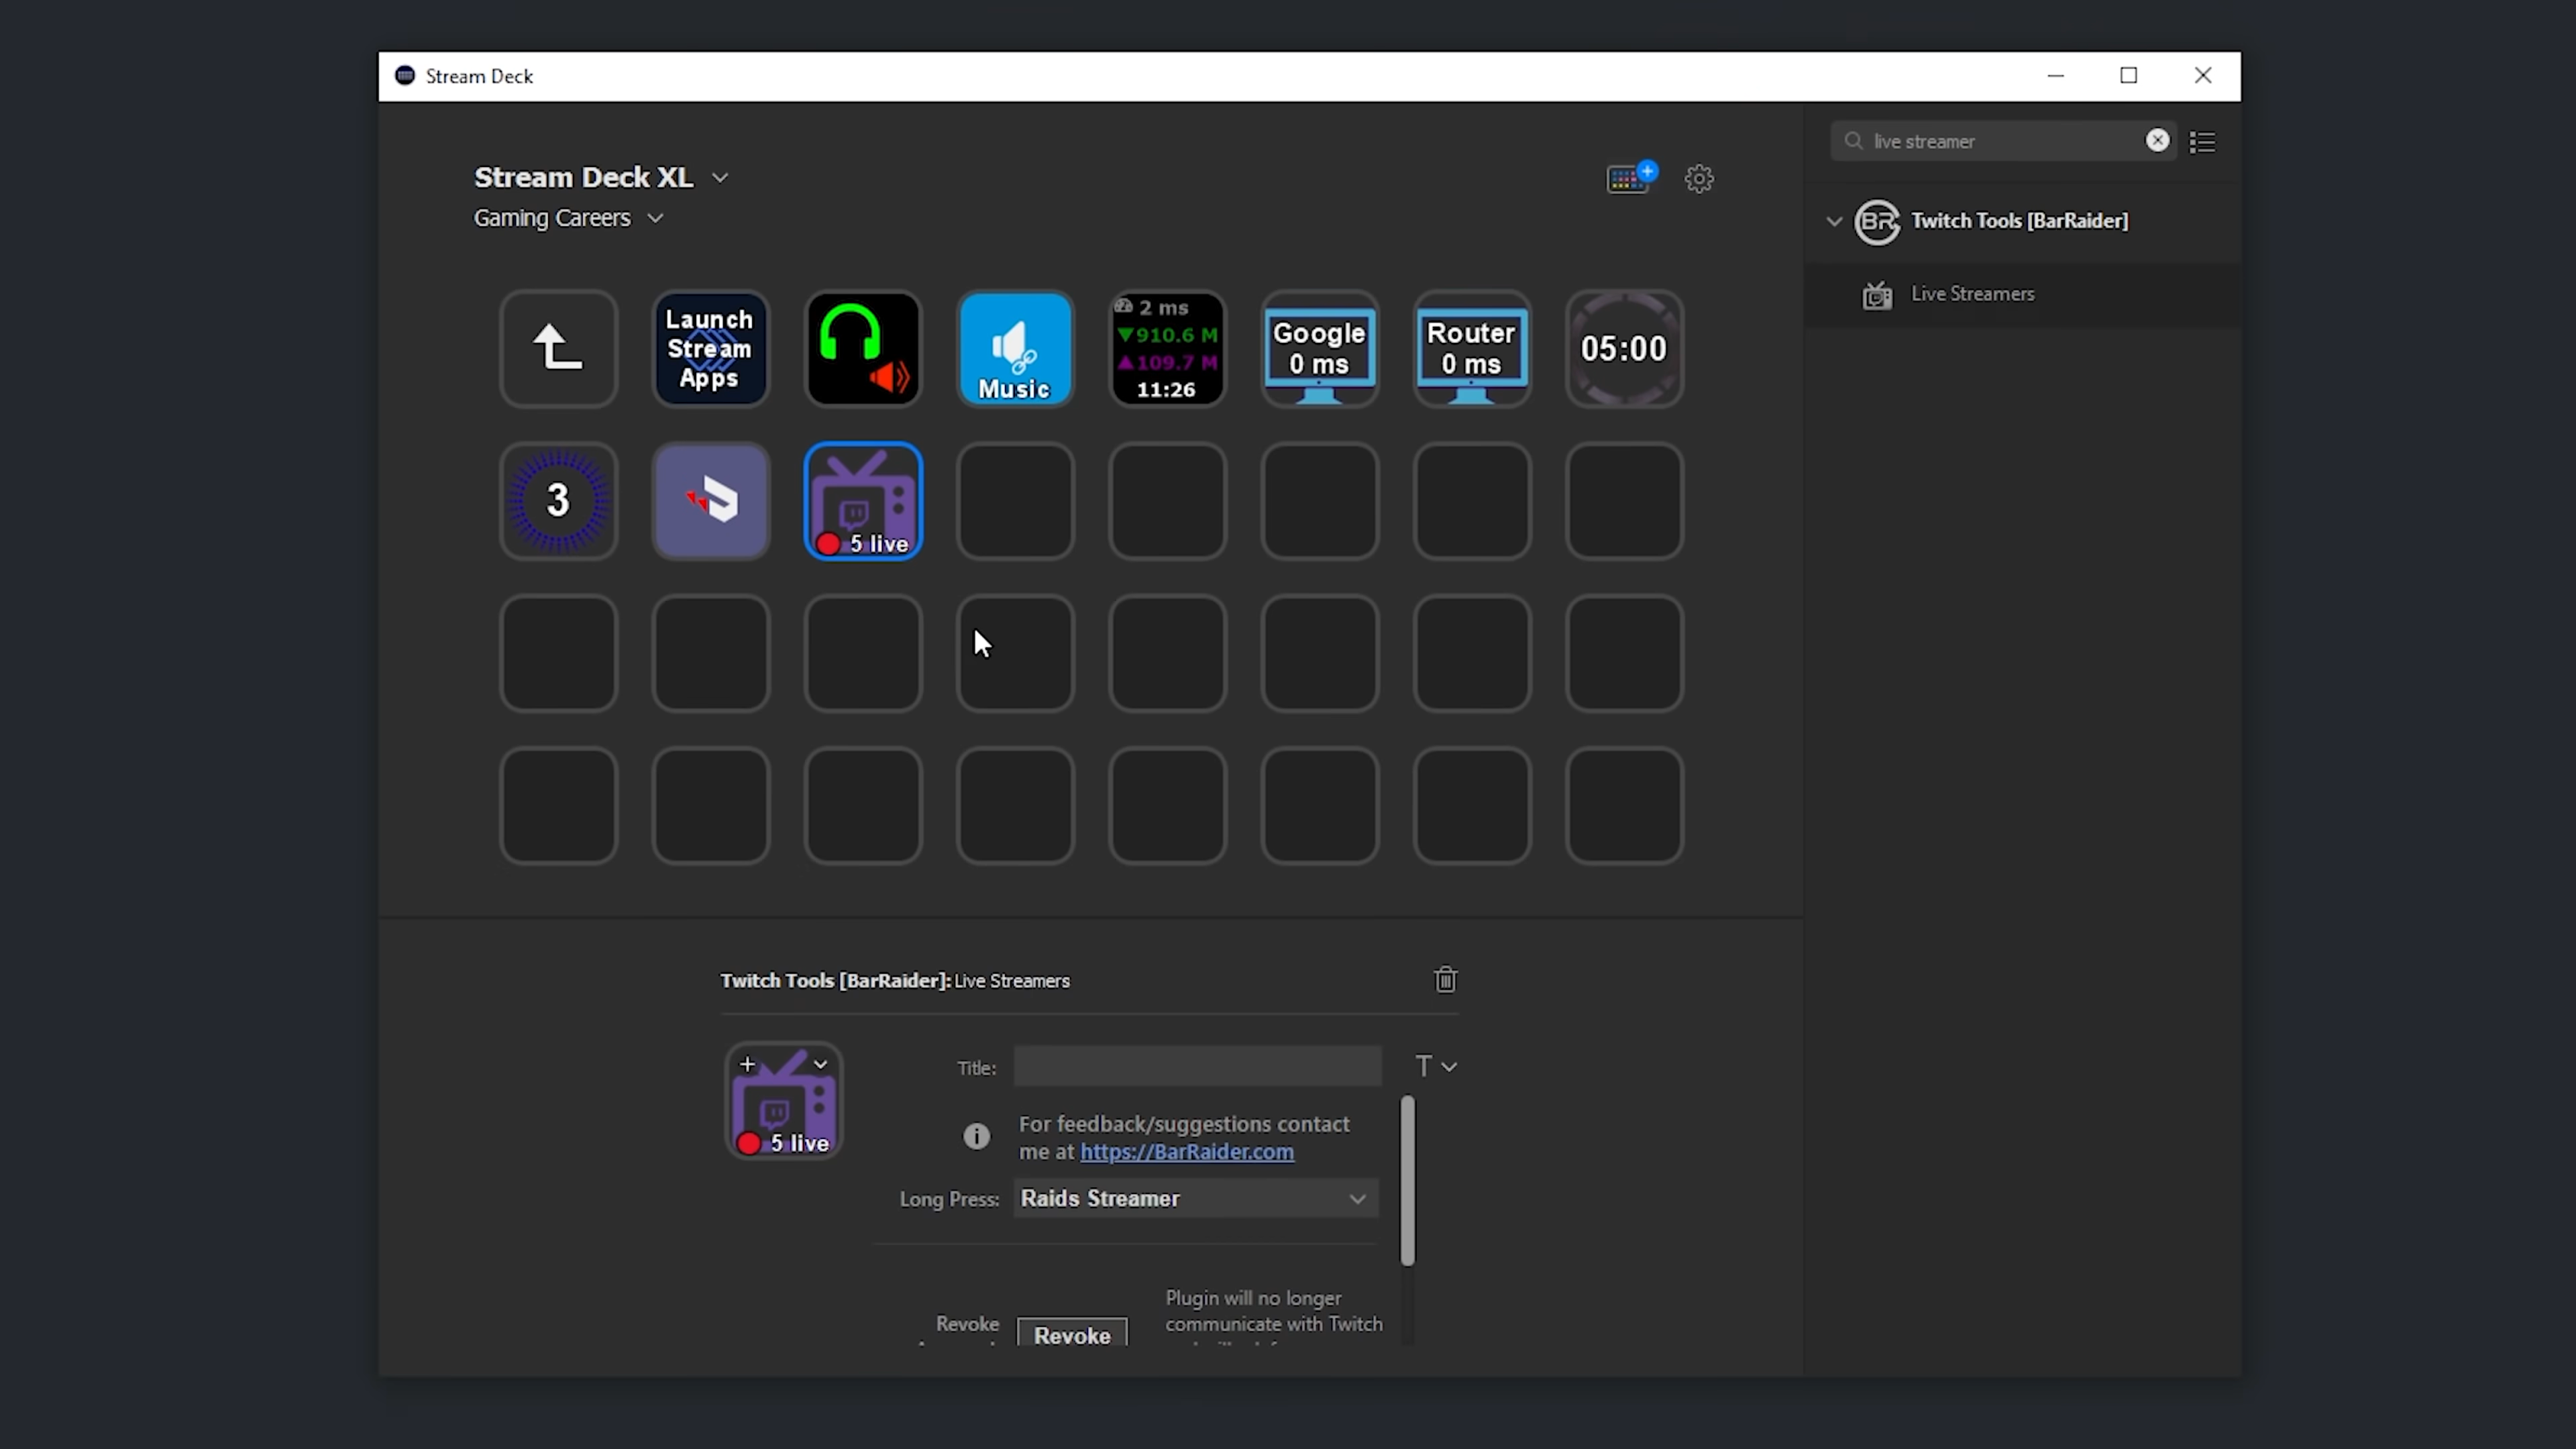 Stream Deck
live streamer
Stream Deck XL
Gaming Careers
Twitch Tools [BarRaider]
Live Streamers
Launch
Stream
Apps
Music
2 ms
910.6 M
109.7 M
11:26
Google
0 ms
Router
0 ms
05:00
3
5 live
Twitch Tools [BarRaider]: Live Streamers
5 live
Title:
T
For feedback/suggestions contact
me at https://BarRaider.com
Long Press: Raids Streamer
Revoke
Revoke
Plugin will no longer
communicate with Twitch